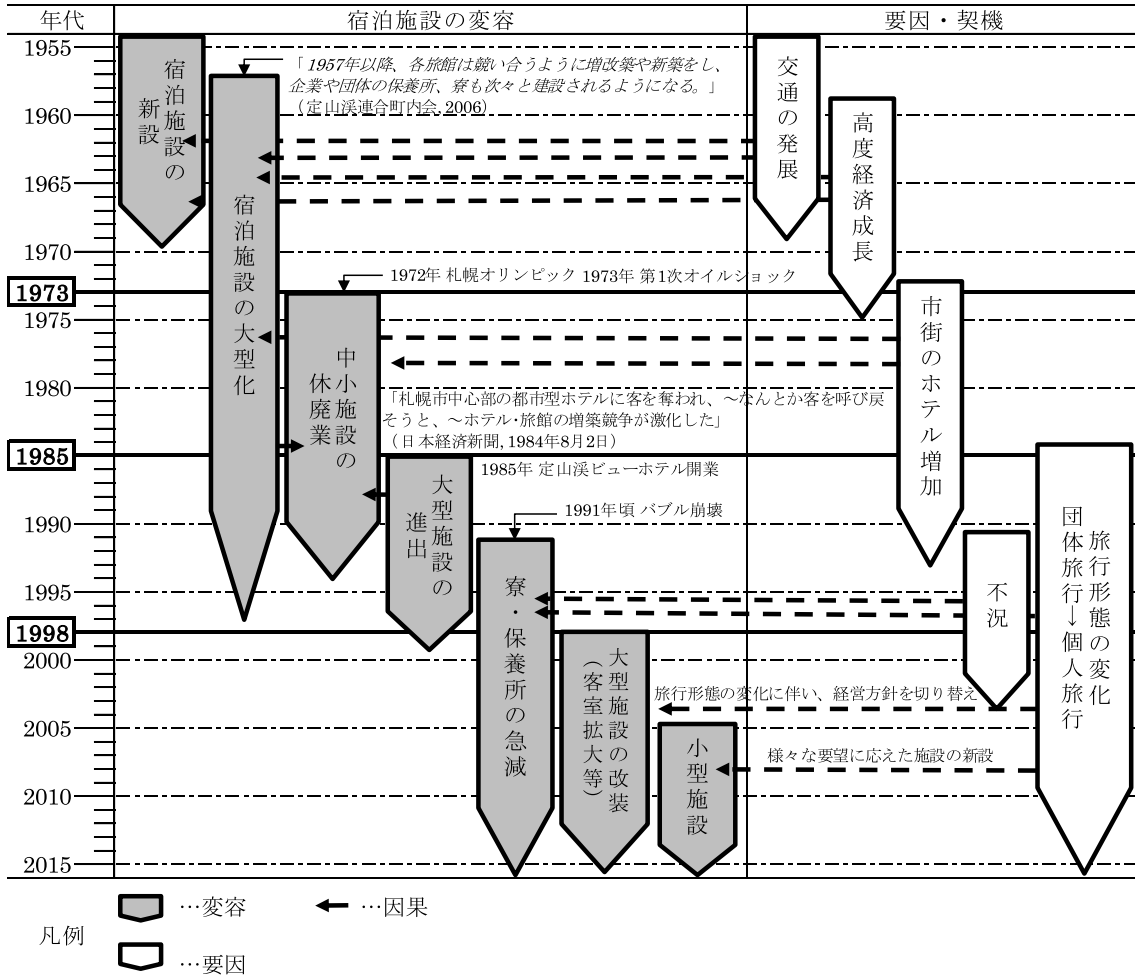 年代
宿泊施設の変容
要因・契機
1955
1960
1965
1970
1973
1975
1980
1985
1990
1995
1998
2000
2005
2010
2015
宿泊施設の
新設
宿泊施設の大型化
「1957年以降、各旅館は競い合うように増改築や新築をし、
企業や団体の保養所、寮も次々と建設されるようになる。」
（定山渓連合町内会, 2006）
交通の発展
高度経済成長
1972年 札幌オリンピック 1973年 第1次オイルショック
中小施設の
休廃業
市街のホテル増加
「札幌市中心部の都市型ホテルに客を奪われ、～なんとか客を呼び戻
そうと、～ホテル・旅館の増築競争が激化した」
（日本経済新聞, 1984年8月2日）
1985年 定山渓ビューホテル開業
大型施設の
進出
1991年頃 バブル崩壊
寮・保養所の急減
不況
旅行形態の変化
団体旅行→個人旅行
大型施設の改装
（客室拡大等）
旅行形態の変化に伴い、経営方針を切り替え
小型施設
様々な要望に応えた施設の新設
凡例
…変容
…因果
…要因